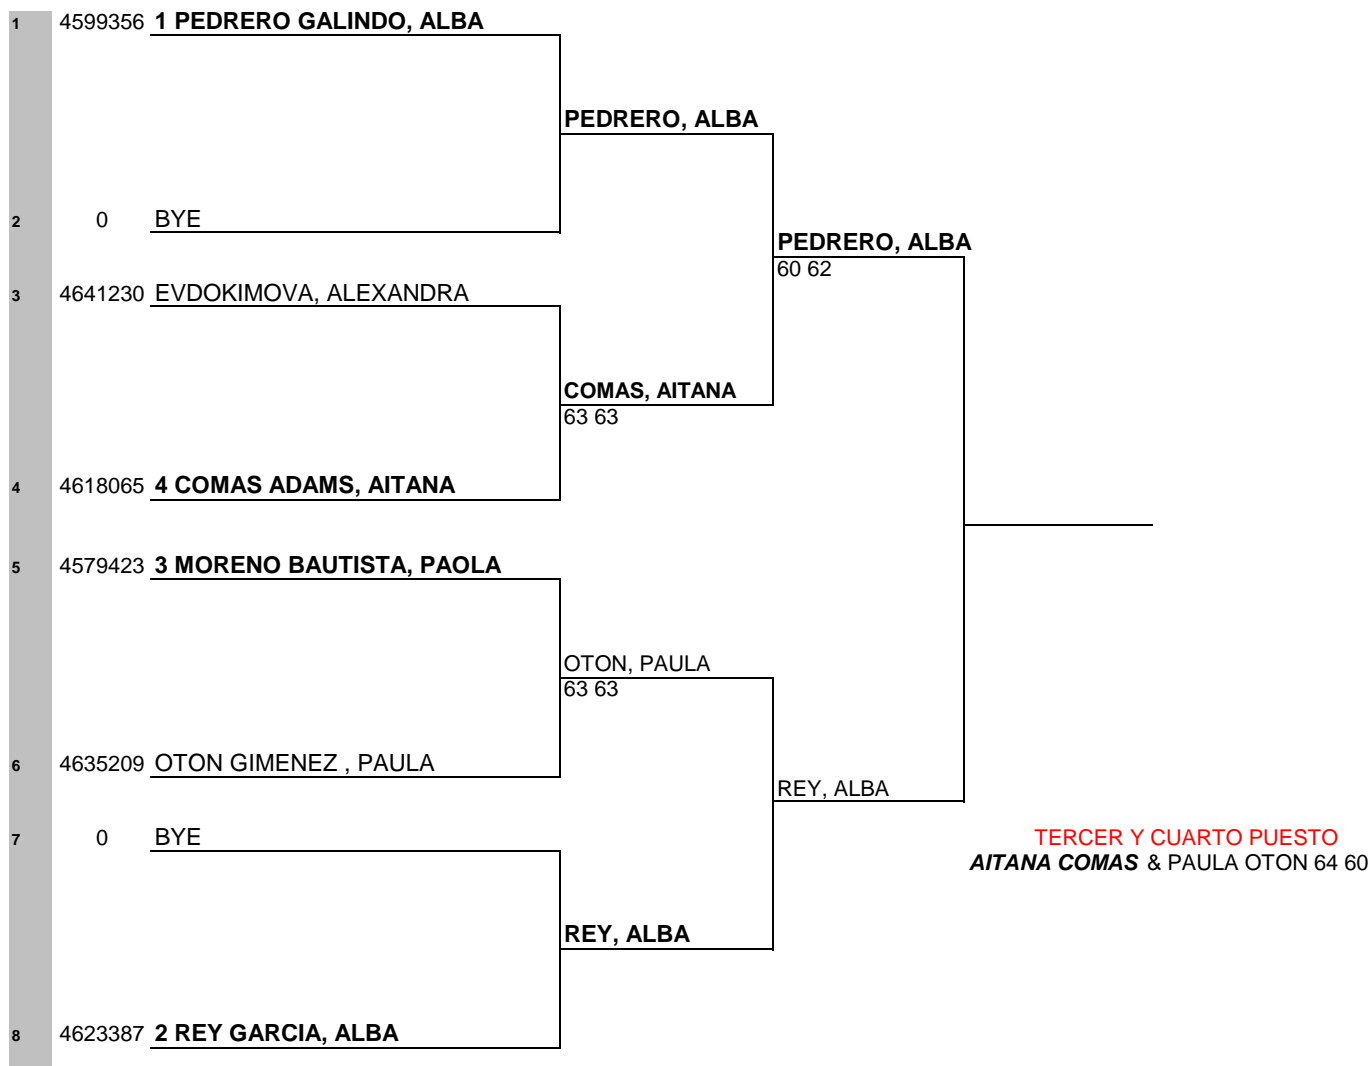 1 4599356 1 PEDRERO GALINDO, ALBA
PEDRERO, ALBA
2 0 BYE
PEDRERO, ALBA
60 62
3 4641230 EVDOKIMOVA, ALEXANDRA
COMAS, AITANA
63 63
4 4618065 4 COMAS ADAMS, AITANA
5 4579423 3 MORENO BAUTISTA, PAOLA
OTON, PAULA
63 63
6 4635209 OTON GIMENEZ , PAULA
REY, ALBA
7 0 BYE
TERCER Y CUARTO PUESTO
AITANA COMAS & PAULA OTON 64 60
REY, ALBA
8 4623387 2 REY GARCIA, ALBA